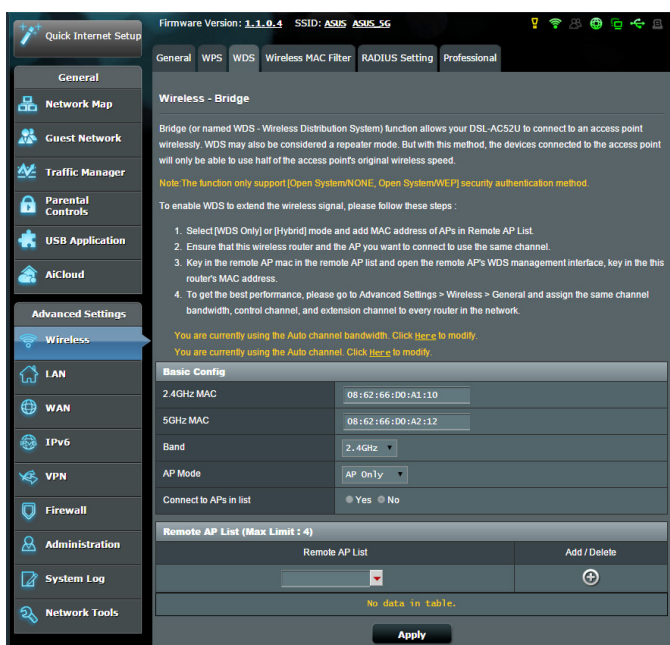 Quick Internet Setup
General
Network Map
Guest Network
Traffic Manager
Parental
Controls
USB Application
AiCloud
Advanced Settings
Wireless
LAN
WAN
IPv6
VPN
Firewall
Administration
System Log
Network Tools
Firmware Version: 1.1.0.4 SSID: ASUS ASUS_5G
General WPS WDS Wireless MAC Filter RADIUS Setting Professional
Wireless - Bridge
Bridge (or named WDS - Wireless Distribution System) function allows your DSL-AC52U to connect to an access point
wirelessly. WDS may also be considered a repeater mode. But with this method, the devices connected to the access point
will only be able to use half of the access point's original wireless speed.
Note:The function only support [Open System/NONE, Open System/WEP] security authentication method.
To enable WDS to extend the wireless signal, please follow these steps :
1. Select [WDS Only] or [Hybrid] mode and add MAC address of APs in Remote AP List.
2. Ensure that this wireless router and the AP you want to connect to use the same channel.
3. Key in the remote AP mac in the remote AP list and open the remote AP's WDS management interface, key in the this
router's MAC address.
4. To get the best performance, please go to Advanced Settings > Wireless > General and assign the same channel
bandwidth, control channel, and extension channel to every router in the network.
You are currently using the Auto channel bandwidth. Click Here to modify.
You are currently using the Auto channel. Click Here to modify.
Basic Config
2.4GHz MAC 08:62:66:D0:A1:10
5GHz MAC 08:62:66:D0:A2:12
Band 2.4GHz
AP Mode AP Only
Connect to APs in list Yes No
Remote AP List (Max Limit : 4)
Remote AP List Add / Delete
No data in table.
Apply